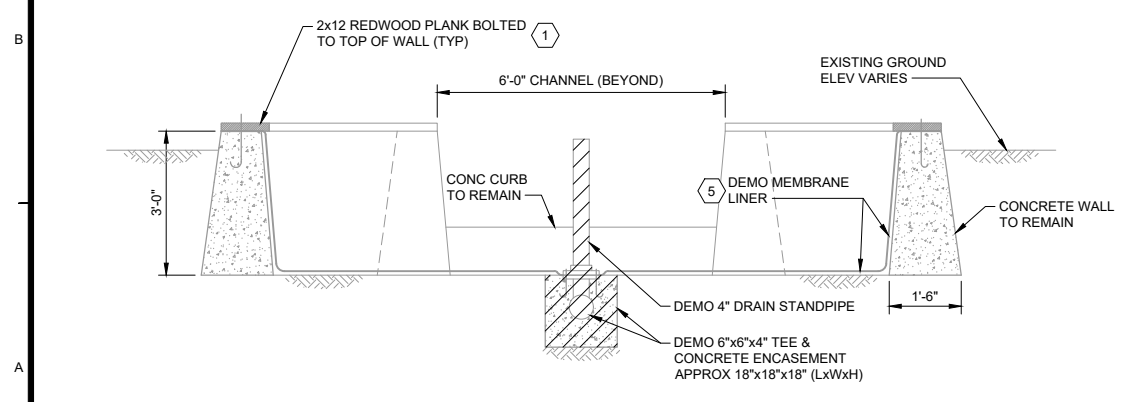 B
2x12 REDWOOD PLANK BOLTED
TO TOP OF WALL (TYP)
1
EXISTING GROUND
ELEV VARIES
6'-0" CHANNEL (BEYOND)
CONC CURB
TO REMAIN
5
DEMO MEMBRANE
LINER
3'-0"
CONCRETE WALL
TO REMAIN
1'-6"
DEMO 4" DRAIN STANDPIPE
DEMO 6"x6"x4" TEE &
CONCRETE ENCASEMENT
APPROX 18"x18"x18" (LxWxH)
A